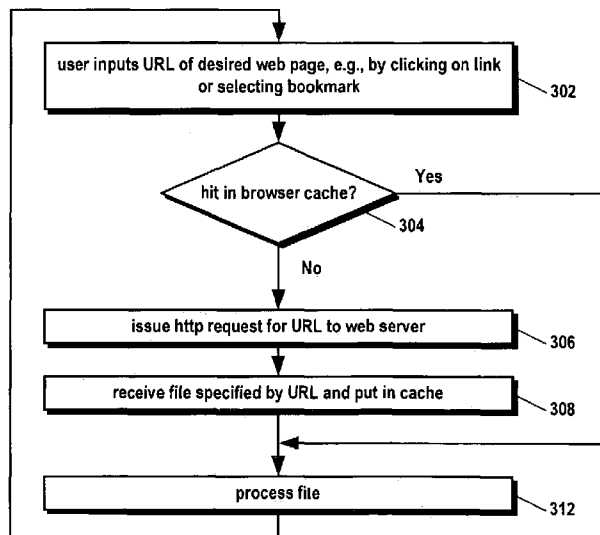 user inputs URL of desired web page, e.g., by clicking on link
or selecting bookmark
302
hit in browser cache?
Yes
304
No
issue http request for URL to web server
306
receive file specified by URL and put in cache
308
process file
312